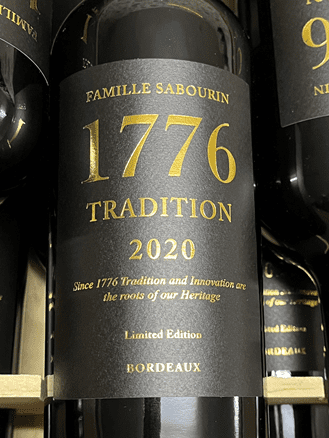 FAMILLE SABOURIN
1776
TRADITION
2020
Since 1776 Tradition and Innovation are
the roots of our Heritage
Limited Edition
BORDEAUX